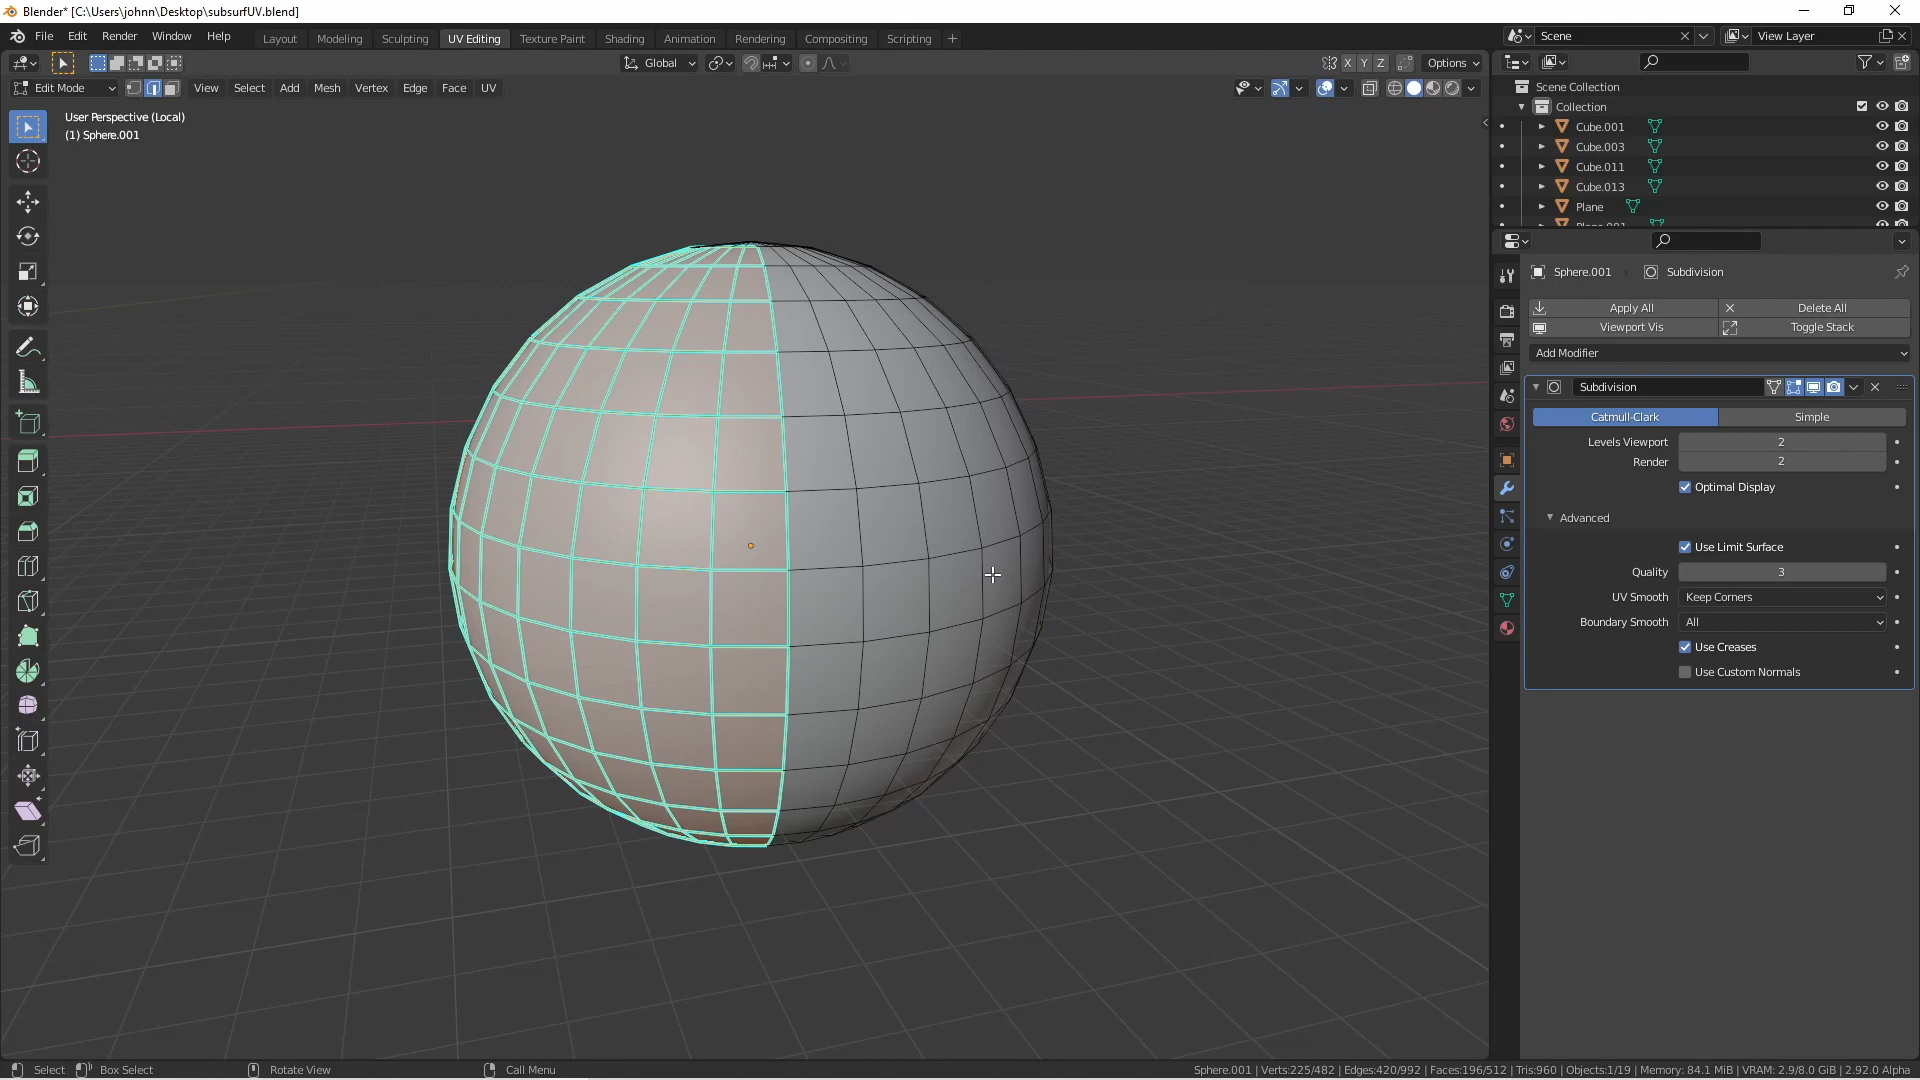 Blender* [C:\Users\johnn\Desktop\subsurfUV.blend]
File Edit Render Window Help Layout Modeling Sculpting UV Editing Texture Paint Shading Animation Rendering Compositing Scripting + Scene View Layer
Global X Y Z Options
Edit Mode View Select Add Mesh Vertex Edge Face UV
User Perspective (Local)
(1) Sphere.001
Scene Collection
Collection
Cube.001
Cube.003
Cube.011
Cube.013
Plane
Plane.001
Sphere.001 Subdivision
Apply All Delete All
Viewport Vis Toggle Stack
Add Modifier
Subdivision
Catmull-Clark Simple
Levels Viewport 2
Render 2
Optimal Display
Advanced
Use Limit Surface
Quality 3
UV Smooth Keep Corners
Boundary Smooth All
Use Creases
Use Custom Normals
Select Box Select Rotate View Call Menu Sphere.001 | Verts:225/482 | Edges:420/992 | Faces:196/512 | Tris:960 | Objects:1/19 | Memory: 84.1 MiB | VRAM: 2.9/8.0 GiB | 2.92.0 Alpha